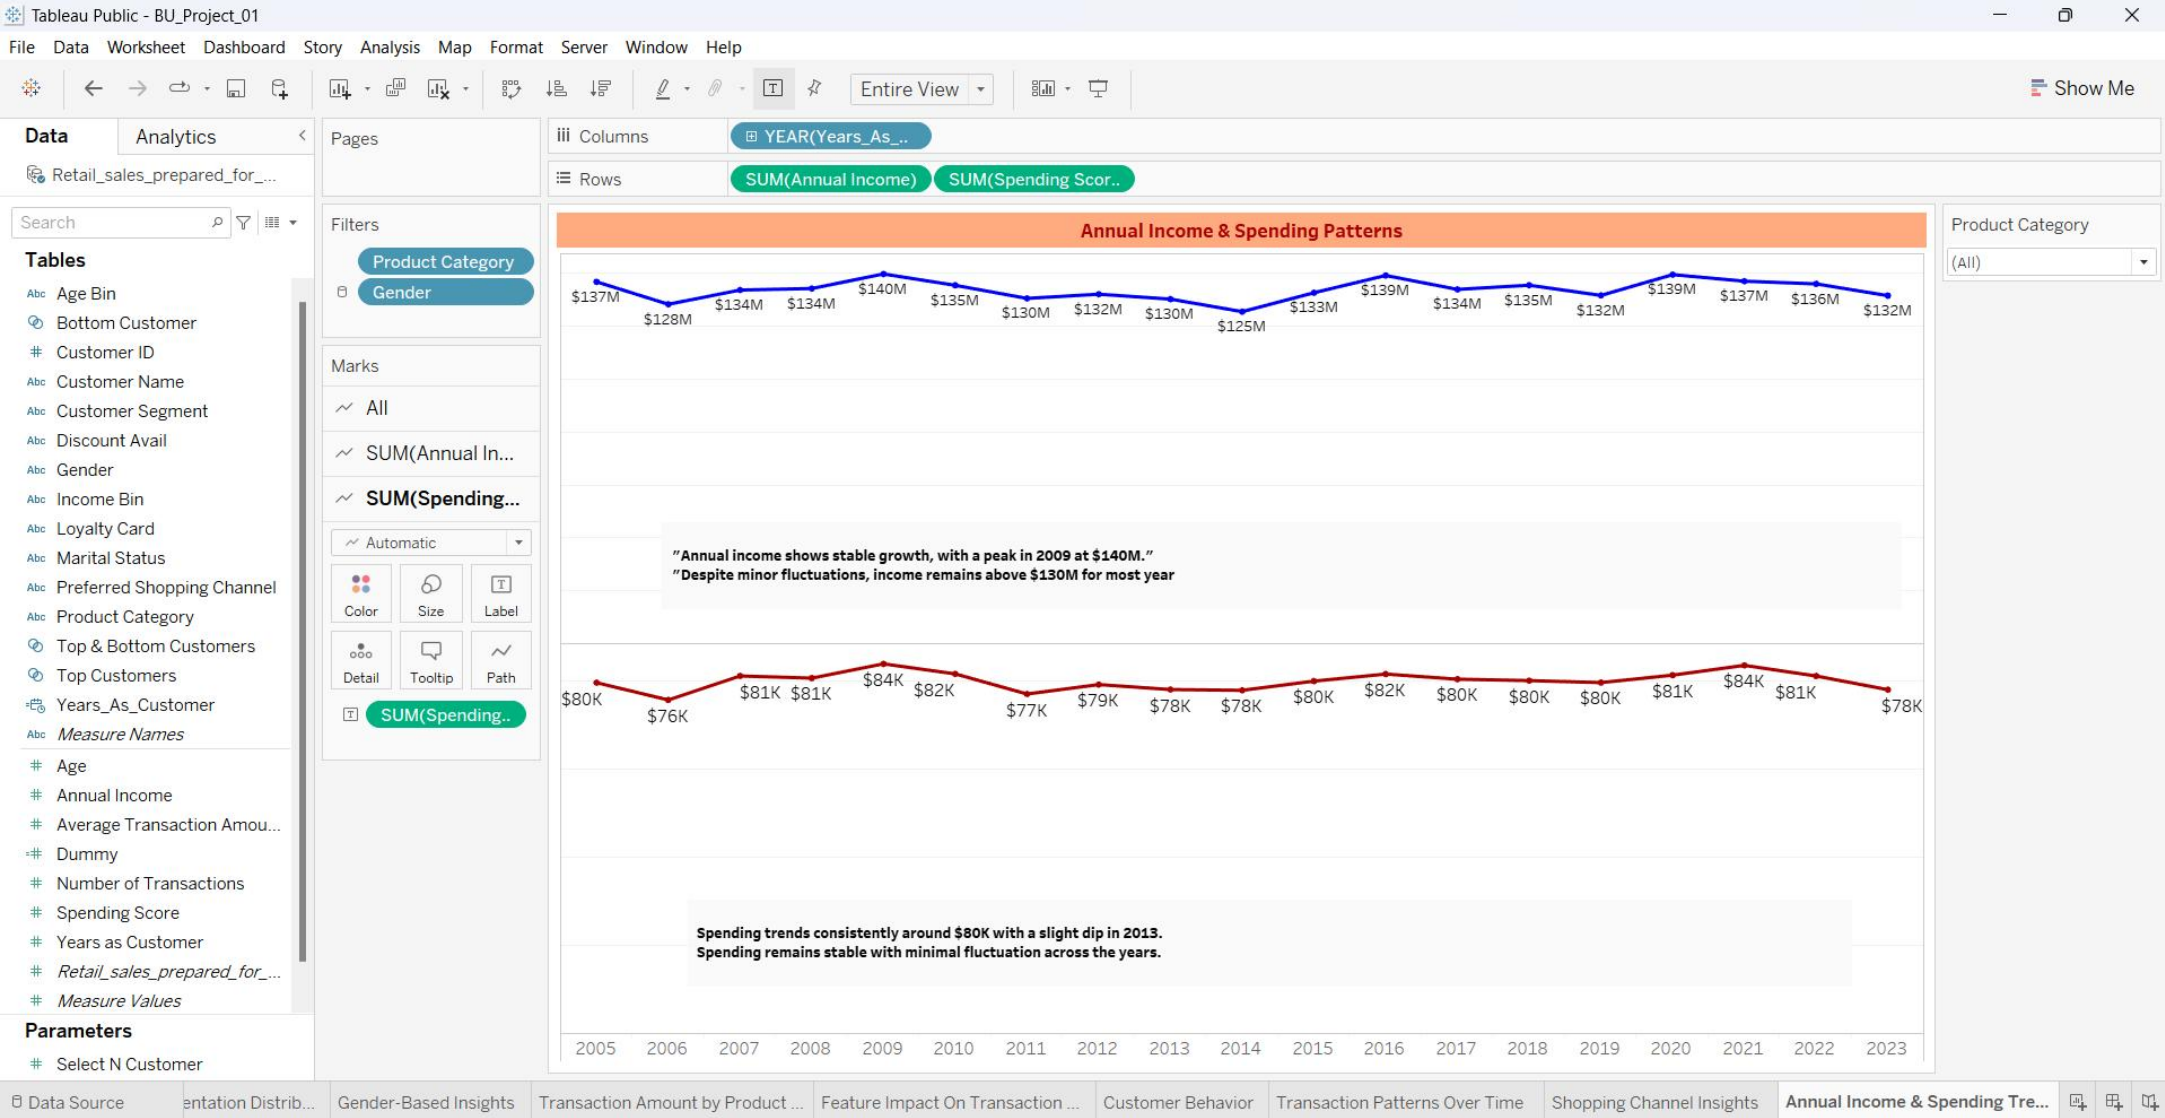 Tableau Public - BU_Project_01
File Data Worksheet Dashboard Story Analysis Map Format Server Window Help
Entire View
Show Me
Data
Analytics
Retail_sales_prepared_for_...
Search
Tables
Abc Age Bin
Bottom Customer
# Customer ID
Abc Customer Name
Abc Customer Segment
Abc Discount Avail
Abc Gender
Abc Income Bin
Abc Loyalty Card
Abc Marital Status
Abc Preferred Shopping Channel
Abc Product Category
Top & Bottom Customers
Top Customers
Years_As_Customer
Abc Measure Names
# Age
# Annual Income
# Average Transaction Amou...
=# Dummy
# Number of Transactions
# Spending Score
# Years as Customer
# Retail_sales_prepared_for_...
# Measure Values
Parameters
# Select N Customer
Pages
Filters
Product Category
Gender
Marks
All
SUM(Annual In...
SUM(Spending...
Automatic
Color Size Label
Detail Tooltip Path
SUM(Spending..
Columns
YEAR(Years_As_..
Rows
SUM(Annual Income) SUM(Spending Scor..
Annual Income & Spending Patterns
$137M $128M $134M $134M $140M $135M $130M $132M $130M $125M $133M $139M $134M $135M $132M $139M $137M $136M $132M
"Annual income shows stable growth, with a peak in 2009 at $140M."
"Despite minor fluctuations, income remains above $130M for most year
$80K $76K $81K $81K $84K $82K $77K $79K $78K $78K $80K $82K $80K $80K $80K $81K $84K $81K $78K
Spending trends consistently around $80K with a slight dip in 2013.
Spending remains stable with minimal fluctuation across the years.
2005 2006 2007 2008 2009 2010 2011 2012 2013 2014 2015 2016 2017 2018 2019 2020 2021 2022 2023
Product Category
(All)
Data Source
entation Distrib...
Gender-Based Insights
Transaction Amount by Product ...
Feature Impact On Transaction ...
Customer Behavior
Transaction Patterns Over Time
Shopping Channel Insights
Annual Income & Spending Tre...